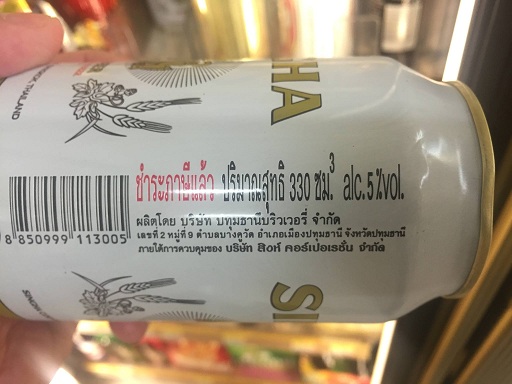 GHA
ชำระภาษีแล้ว ปริมาณสุทธิ 330 ซม.³ alc.5%vol.
ผลิตโดย บริษัท ปทุมธานีบริวเวอรี่ จำกัด
เลขที่ 2 หมู่ที่ 9 ตำบลบางคูวัด อำเภอเมืองปทุมธานี จังหวัดปทุมธานี
ภายใต้การควบคุมของ บริษัท สิงห์ คอร์เปอเรชั่น จำกัด
8 850999 113005
SI
THAILAND